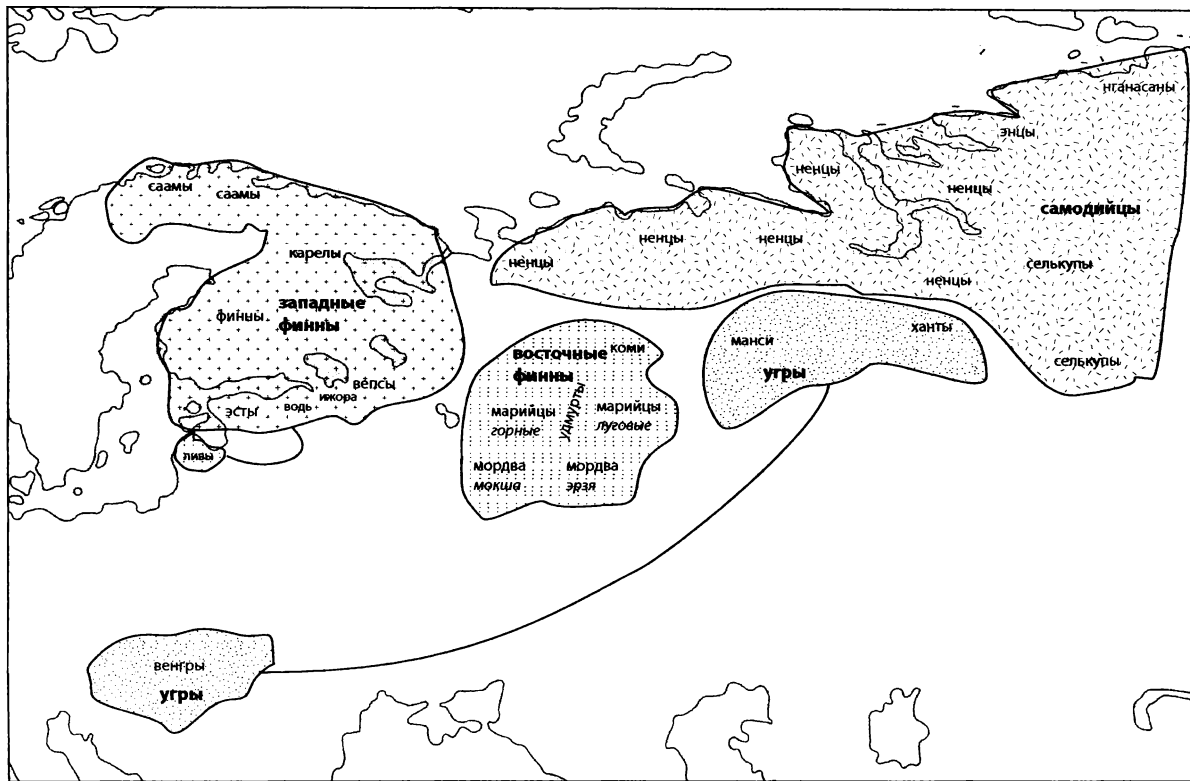 нганасаны
энцы
ненцы
саамы
саамы
ненцы
самодийцы
ненцы
ненцы
карелы
ненцы
селькупы
ненцы
западные
финны
финны
ханты
манси
угры
коми
восточные
финны
селькупы
вепсы
ижора
водь
эсты
удмурты
марийцы
горные
марийцы
луговые
ливы
мордва
мокша
мордва
эрзя
венгры
угры